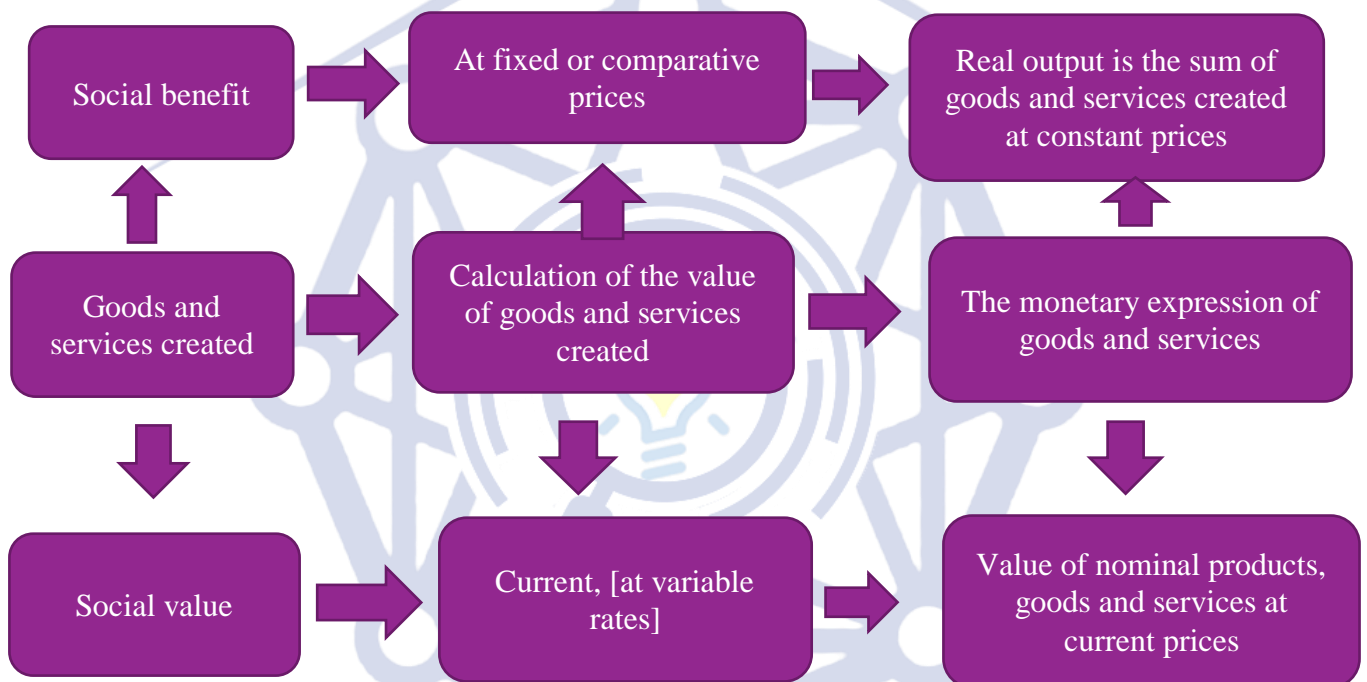 Social benefit
At fixed or comparative
prices
Real output is the sum of
goods and services created
at constant prices
Goods and
services created
Calculation of the value
of goods and services
created
The monetary expression of
goods and services
Social value
Current, [at variable
rates]
Value of nominal products,
goods and services at
current prices